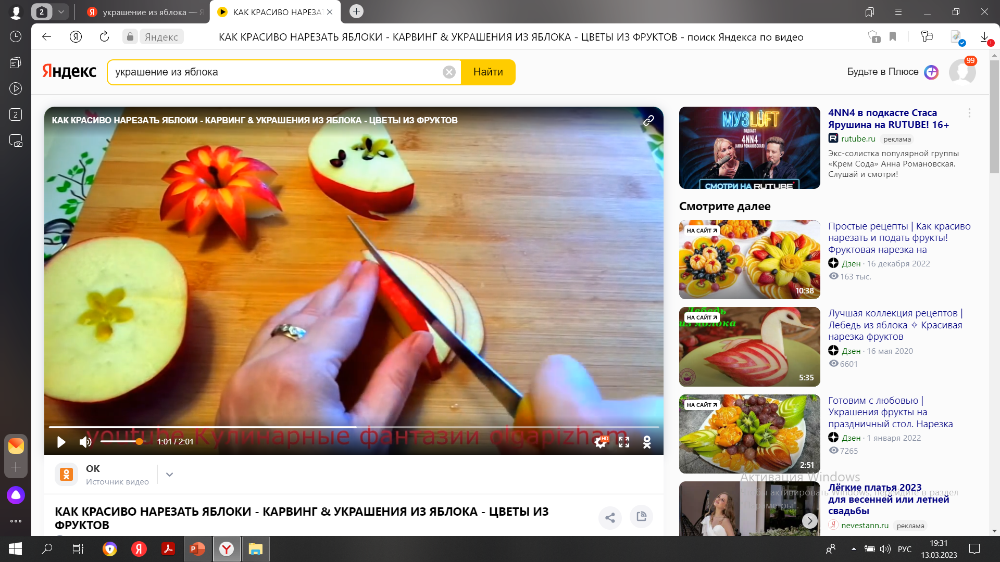 2
украшение из яблока — Я
КАК КРАСИВО НАРЕЗА
Яндекс
КАК КРАСИВО НАРЕЗАТЬ ЯБЛОКИ - КАРВИНГ & УКРАШЕНИЯ ИЗ ЯБЛОКА - ЦВЕТЫ ИЗ ФРУКТОВ - поиск Яндекса по видео
1
2
Яндекс
украшение из яблока
Найти
Будьте в Плюсе
99
КАК КРАСИВО НАРЕЗАТЬ ЯБЛОКИ - КАРВИНГ & УКРАШЕНИЯ ИЗ ЯБЛОКА - ЦВЕТЫ ИЗ ФРУКТОВ
youtube Кулинарные фантазии olgapizham
1:01 / 2:01
HD
ОК
Источник видео
КАК КРАСИВО НАРЕЗАТЬ ЯБЛОКИ - КАРВИНГ & УКРАШЕНИЯ ИЗ ЯБЛОКА - ЦВЕТЫ ИЗ
ФРУКТОВ
МУЗLOFT
ПОДКАСТ
4NN4
(АННА РОМАНОВСКАЯ)
СМОТРИ НА RUTUBE
4NN4 в подкасте Стаса
Ярушина на RUTUBE! 16+
rutube.ru реклама
Экс-солистка популярной группы
«Крем Сода» Анна Романовская.
Слушай и смотри!
Смотрите далее
НА САЙТ
10:38
Простые рецепты | Как красиво
нарезать и подать фрукты!
Фруктовая нарезка на
Дзен · 16 декабря 2022
163 тыс.
НА САЙТ
Лебедь
из яблока
5:35
Лучшая коллекция рецептов |
Лебедь из яблока ✧ Красивая
нарезка фруктов
Дзен · 16 мая 2020
6601
НА САЙТ
2:51
Готовим с любовью |
Украшения фрукты на
праздничный стол. Нарезка
Дзен · 1 января 2022
7265
Лёгкие платья 2023
для весенней или летней
свадьбы
nevestann.ru реклама
Активация Windows
Чтобы активировать Windows, перейдите в раздел
"Параметры".
РУС
19:31
13.03.2023